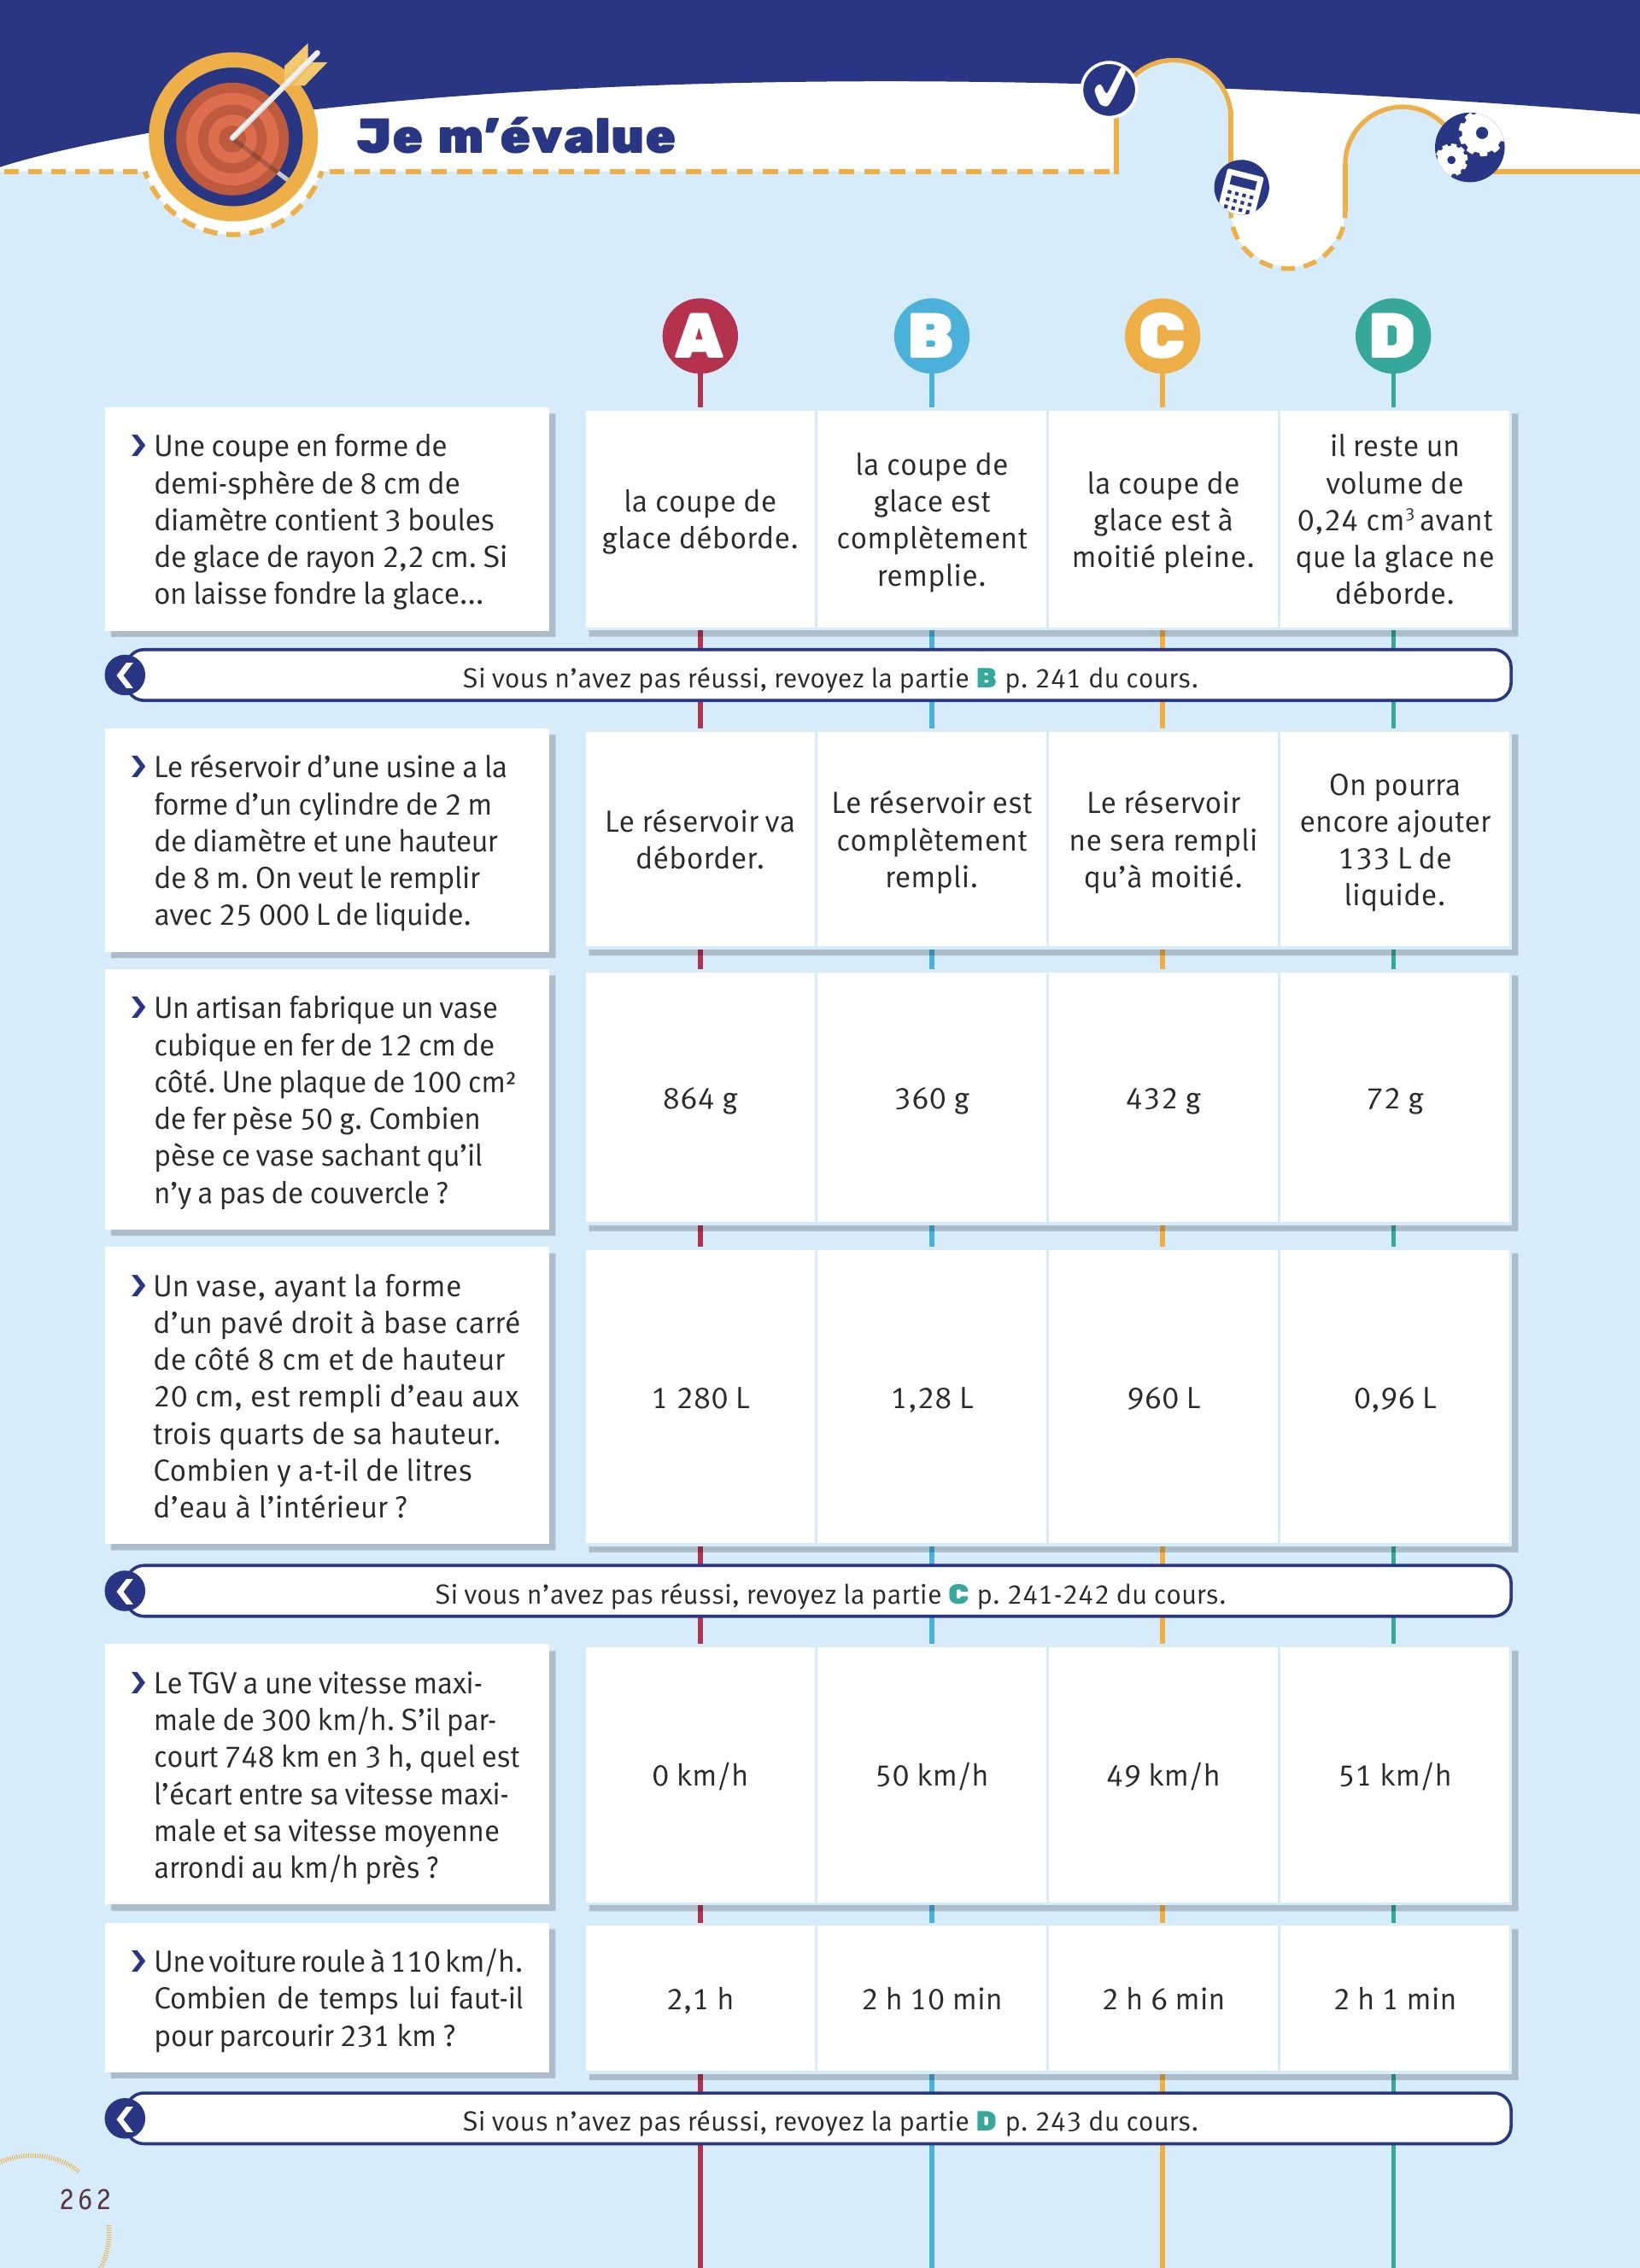 Je m'évalue
A
B
C
D
❯ Une coupe en forme de
demi-sphère de 8 cm de
diamètre contient 3 boules
de glace de rayon 2,2 cm. Si
on laisse fondre la glace...
la coupe de
glace déborde.
la coupe de
glace est
complètement
remplie.
la coupe de
glace est à
moitié pleine.
il reste un
volume de
0,24 cm³ avant
que la glace ne
déborde.
Si vous n'avez pas réussi, revoyez la partie B p. 241 du cours.
❯ Le réservoir d'une usine a la
forme d'un cylindre de 2 m
de diamètre et une hauteur
de 8 m. On veut le remplir
avec 25 000 L de liquide.
Le réservoir va
déborder.
Le réservoir est
complètement
rempli.
Le réservoir
ne sera rempli
qu'à moitié.
On pourra
encore ajouter
133 L de
liquide.
❯ Un artisan fabrique un vase
cubique en fer de 12 cm de
côté. Une plaque de 100 cm²
de fer pèse 50 g. Combien
pèse ce vase sachant qu'il
n'y a pas de couvercle ?
864 g
360 g
432 g
72 g
❯ Un vase, ayant la forme
d'un pavé droit à base carré
de côté 8 cm et de hauteur
20 cm, est rempli d'eau aux
trois quarts de sa hauteur.
Combien y a-t-il de litres
d'eau à l'intérieur ?
1 280 L
1,28 L
960 L
0,96 L
Si vous n'avez pas réussi, revoyez la partie C p. 241-242 du cours.
❯ Le TGV a une vitesse maxi-
male de 300 km/h. S'il par-
court 748 km en 3 h, quel est
l'écart entre sa vitesse maxi-
male et sa vitesse moyenne
arrondi au km/h près ?
0 km/h
50 km/h
49 km/h
51 km/h
❯ Une voiture roule à 110 km/h.
Combien de temps lui faut-il
pour parcourir 231 km ?
2,1 h
2 h 10 min
2 h 6 min
2 h 1 min
Si vous n'avez pas réussi, revoyez la partie D p. 243 du cours.
262